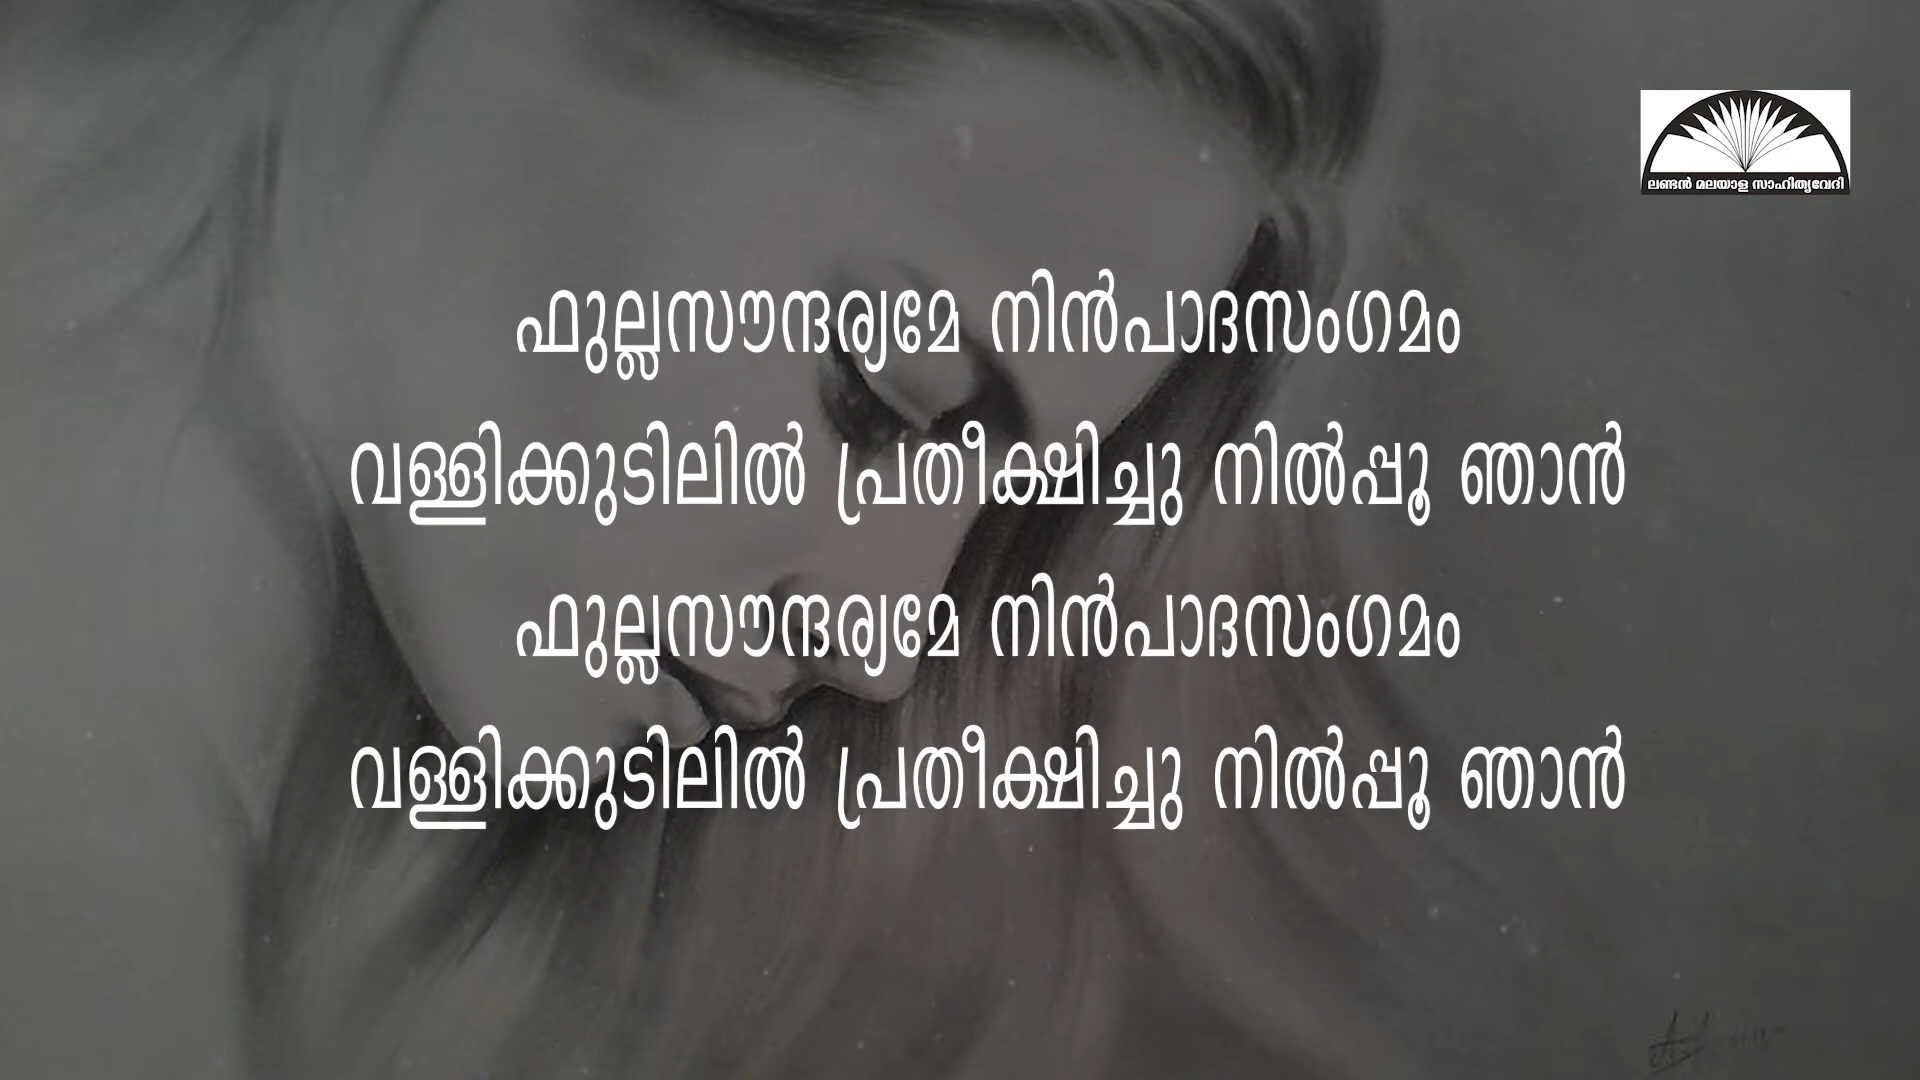 ലണ്ടൻ മലയാള സാഹിത്യവേദി
ഫുല്ലസൗന്ദര്യമേ നിൻപാദസംഗമം
വള്ളിക്കുടിലിൽ പ്രതീക്ഷിച്ചു നിൽപ്പൂ ഞാൻ
ഫുല്ലസൗന്ദര്യമേ നിൻപാദസംഗമം
വള്ളിക്കുടിലിൽ പ്രതീക്ഷിച്ചു നിൽപ്പൂ ഞാൻ